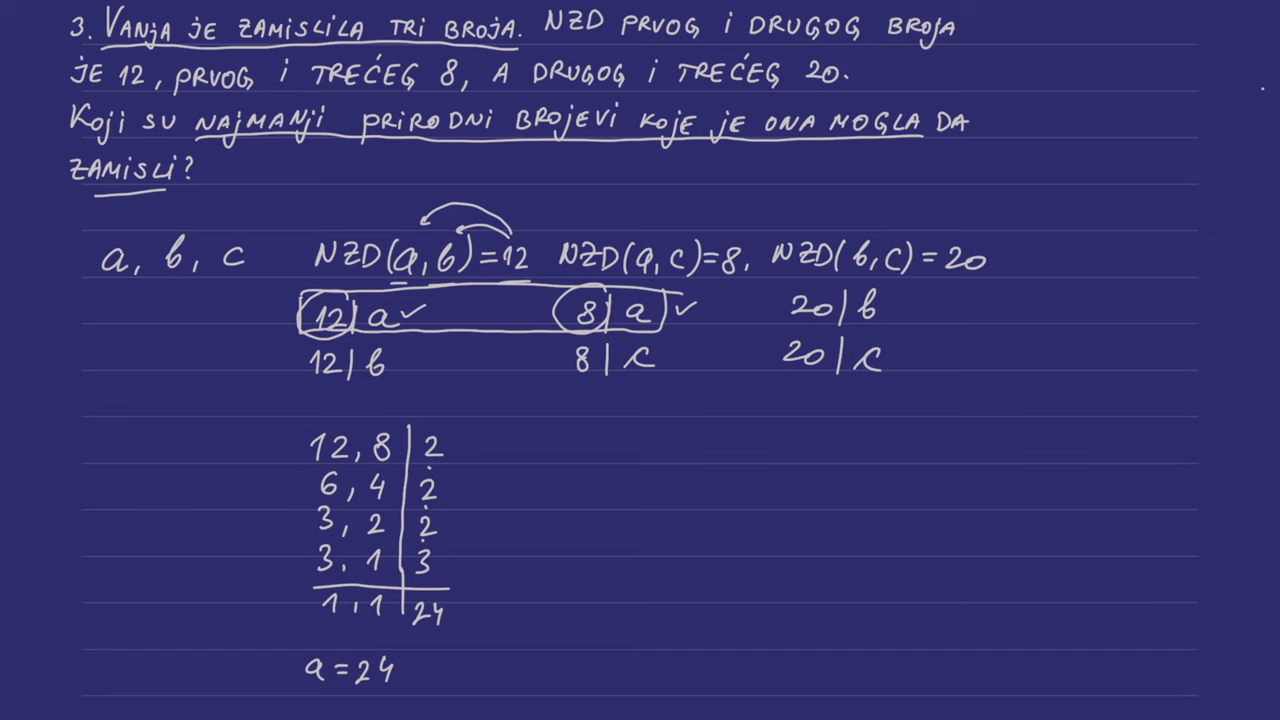 3. VANJA JE ZAMISLILA TRI BROJA. NZD PRVOG I DRUGOG BROJA
JE 12, PRVOG I TREĆEG 8, A DRUGOG I TREĆEG 20.
KOJI SU NAJMANJI PRIRODNI BROJEVI KOJE JE ONA MOGLA DA
ZAMISLI?
a, b, c NZD(a, b)=12 NZD(a, c)=8, NZD(b, c)=20
12|a✓ 8|a✓ 20|b
12|b 8|c 20|c
12, 8|2
6, 4|2
3, 2|2
3, 1|3
1, 1|24
a=24